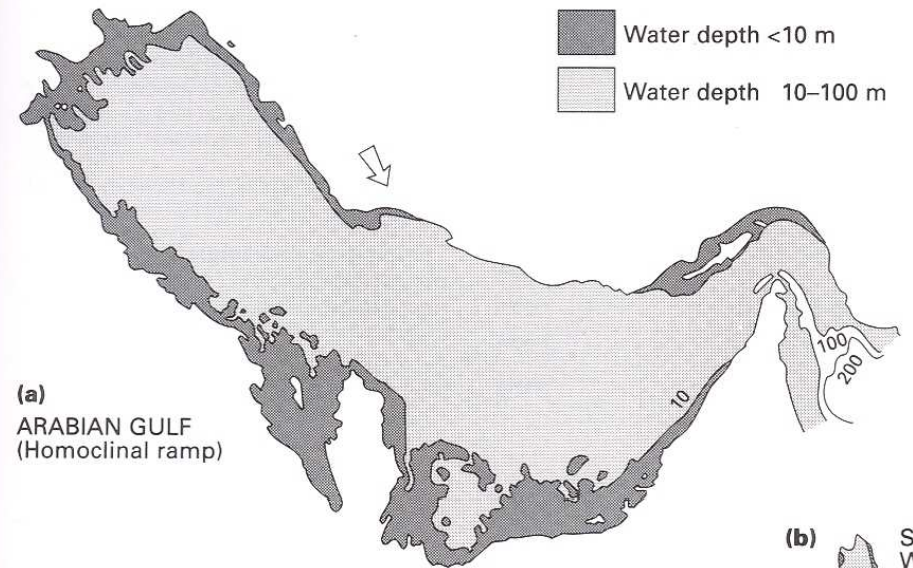 Water depth <10 m
Water depth 10–100 m
(a)
ARABIAN GULF
(Homoclinal ramp)
10
100
200
(b)
S
W